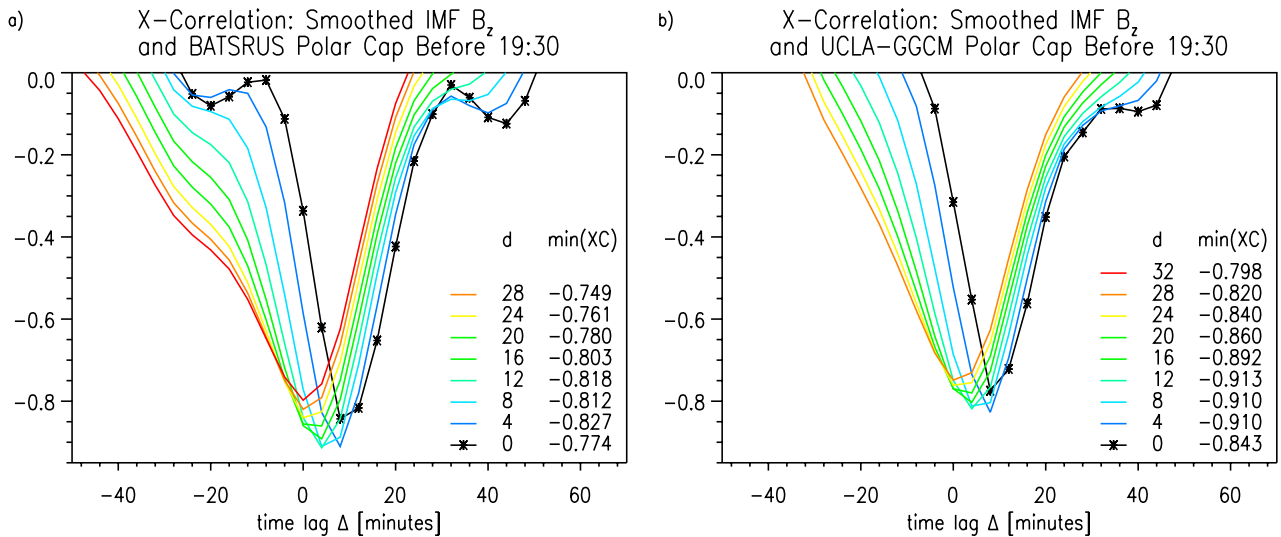 a)
X-Correlation: Smoothed IMF Bz
and BATSRUS Polar Cap Before 19:30
0.0
-0.2
-0.4
-0.6
-0.8
d min(XC)
28 -0.749
24 -0.761
20 -0.780
16 -0.803
12 -0.818
8 -0.812
4 -0.827
0 -0.774
-40 -20 0 20 40 60
time lag Δ [minutes]
b)
X-Correlation: Smoothed IMF Bz
and UCLA-GGCM Polar Cap Before 19:30
0.0
-0.2
-0.4
-0.6
-0.8
d min(XC)
32 -0.798
28 -0.820
24 -0.840
20 -0.860
16 -0.892
12 -0.913
8 -0.910
4 -0.910
0 -0.843
-40 -20 0 20 40 60
time lag Δ [minutes]